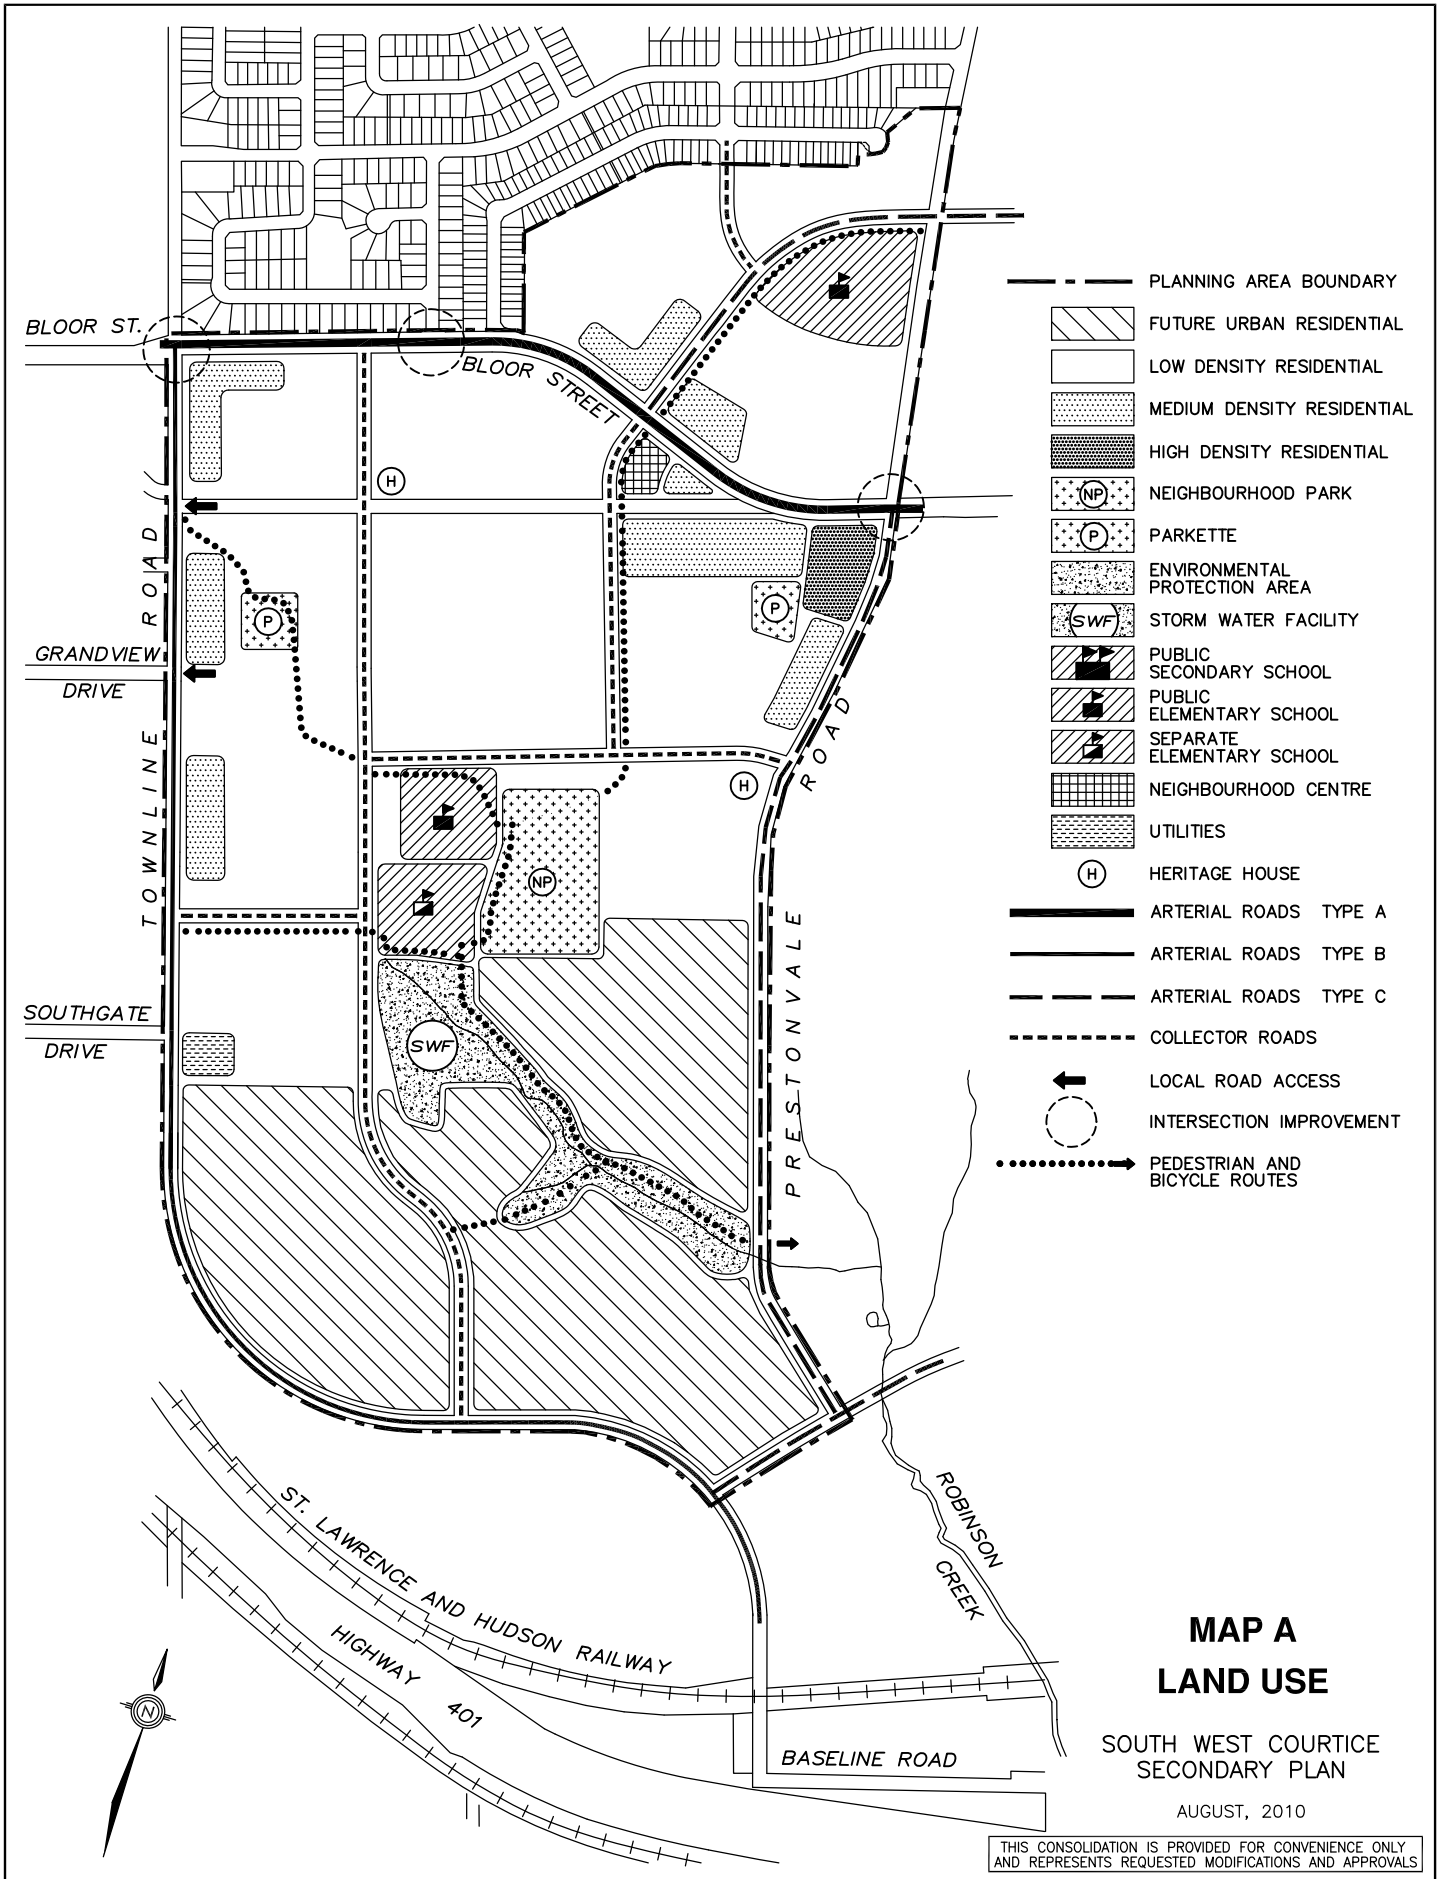 BLOOR ST.
BLOOR STREET
H
TOWNLINE ROAD
P
P
GRANDVIEW
DRIVE
H
PRESTONVALE ROAD
NP
SOUTHGATE
DRIVE
SWF
ST. LAWRENCE AND HUDSON RAILWAY
HIGHWAY 401
ROBINSON
CREEK
BASELINE ROAD
N
PLANNING AREA BOUNDARY
FUTURE URBAN RESIDENTIAL
LOW DENSITY RESIDENTIAL
MEDIUM DENSITY RESIDENTIAL
HIGH DENSITY RESIDENTIAL
NP NEIGHBOURHOOD PARK
P PARKETTE
ENVIRONMENTAL
PROTECTION AREA
SWF STORM WATER FACILITY
PUBLIC
SECONDARY SCHOOL
PUBLIC
ELEMENTARY SCHOOL
SEPARATE
ELEMENTARY SCHOOL
NEIGHBOURHOOD CENTRE
UTILITIES
H HERITAGE HOUSE
ARTERIAL ROADS TYPE A
ARTERIAL ROADS TYPE B
ARTERIAL ROADS TYPE C
COLLECTOR ROADS
LOCAL ROAD ACCESS
INTERSECTION IMPROVEMENT
PEDESTRIAN AND
BICYCLE ROUTES
MAP A
LAND USE
SOUTH WEST COURTICE
SECONDARY PLAN
AUGUST, 2010
THIS CONSOLIDATION IS PROVIDED FOR CONVENIENCE ONLY
AND REPRESENTS REQUESTED MODIFICATIONS AND APPROVALS